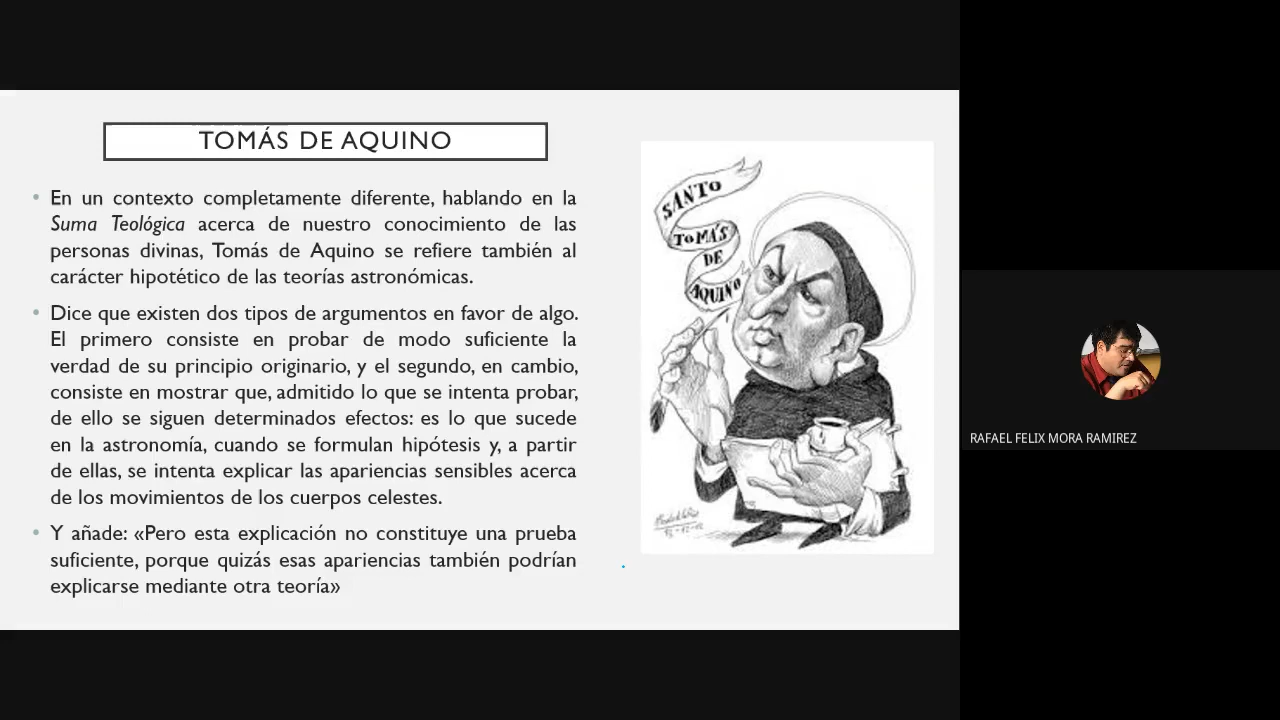 TOMÁS DE AQUINO
En un contexto completamente diferente, hablando en la
Suma Teológica acerca de nuestro conocimiento de las
personas divinas, Tomás de Aquino se refiere también al
carácter hipotético de las teorías astronómicas.
Dice que existen dos tipos de argumentos en favor de algo.
El primero consiste en probar de modo suficiente la
verdad de su principio originario, y el segundo, en cambio,
consiste en mostrar que, admitido lo que se intenta probar,
de ello se siguen determinados efectos: es lo que sucede
en la astronomía, cuando se formulan hipótesis y, a partir
de ellas, se intenta explicar las apariencias sensibles acerca
de los movimientos de los cuerpos celestes.
Y añade: «Pero esta explicación no constituye una prueba
suficiente, porque quizás esas apariencias también podrían
explicarse mediante otra teoría»
SANTO
TOMÁS
DE
AQUINO
RAFAEL FELIX MORA RAMIREZ